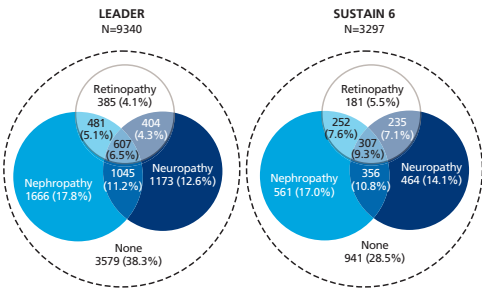 LEADER
N=9340
Retinopathy
385 (4.1%)
481
(5.1%)
404
(4.3%)
607
(6.5%)
Nephropathy
1666 (17.8%)
1045
(11.2%)
Neuropathy
1173 (12.6%)
None
3579 (38.3%)
SUSTAIN 6
N=3297
Retinopathy
181 (5.5%)
252
(7.6%)
235
(7.1%)
307
(9.3%)
Nephropathy
561 (17.0%)
356
(10.8%)
Neuropathy
464 (14.1%)
None
941 (28.5%)